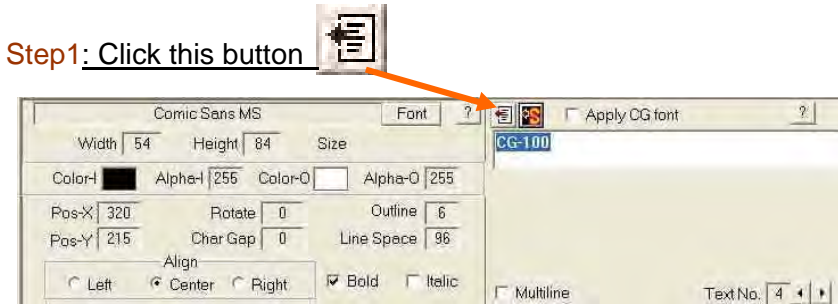 Step1: Click this button
Comic Sans MS Font ? Apply CG font ?
Width 54 Height 84 Size CG-100
Color-I Alpha-I 255 Color-O Alpha-O 255
Pos-X 320 Rotate 0 Outline 6
Pos-Y 215 Char Gap 0 Line Space 96
Align
Left Center Right Bold Italic Multiline Text No. 4